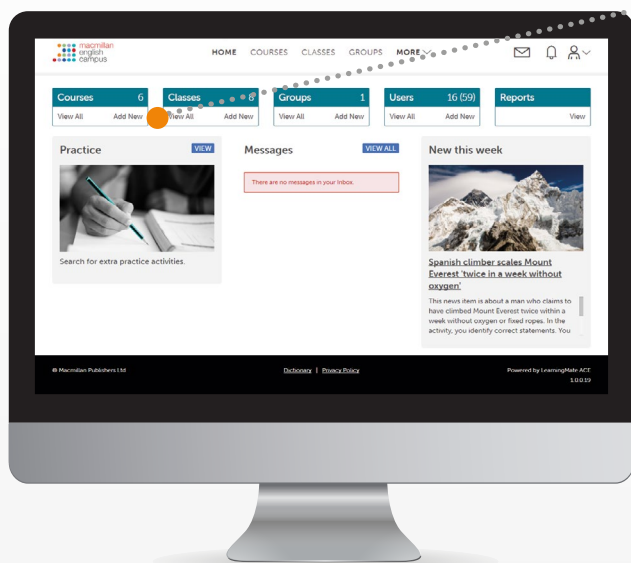 macmillan
english
campus
HOME COURSES CLASSES GROUPS MORE
Courses 6
View All Add New
Classes 8
View All Add New
Groups 1
View All Add New
Users 16 (59)
View All Add New
Reports
View
Practice VIEW
Search for extra practice activities.
Messages VIEW ALL
There are no messages in your Inbox.
New this week
Spanish climber scales Mount
Everest 'twice in a week without
oxygen'
This news item is about a man who claims to
have climbed Mount Everest twice within a
week without oxygen or fixed ropes. In the
activity, you identify correct statements. You
© Macmillan Publishers Ltd
Dictionary | Privacy Policy
Powered by LearningMate ACE
1.0.0.19